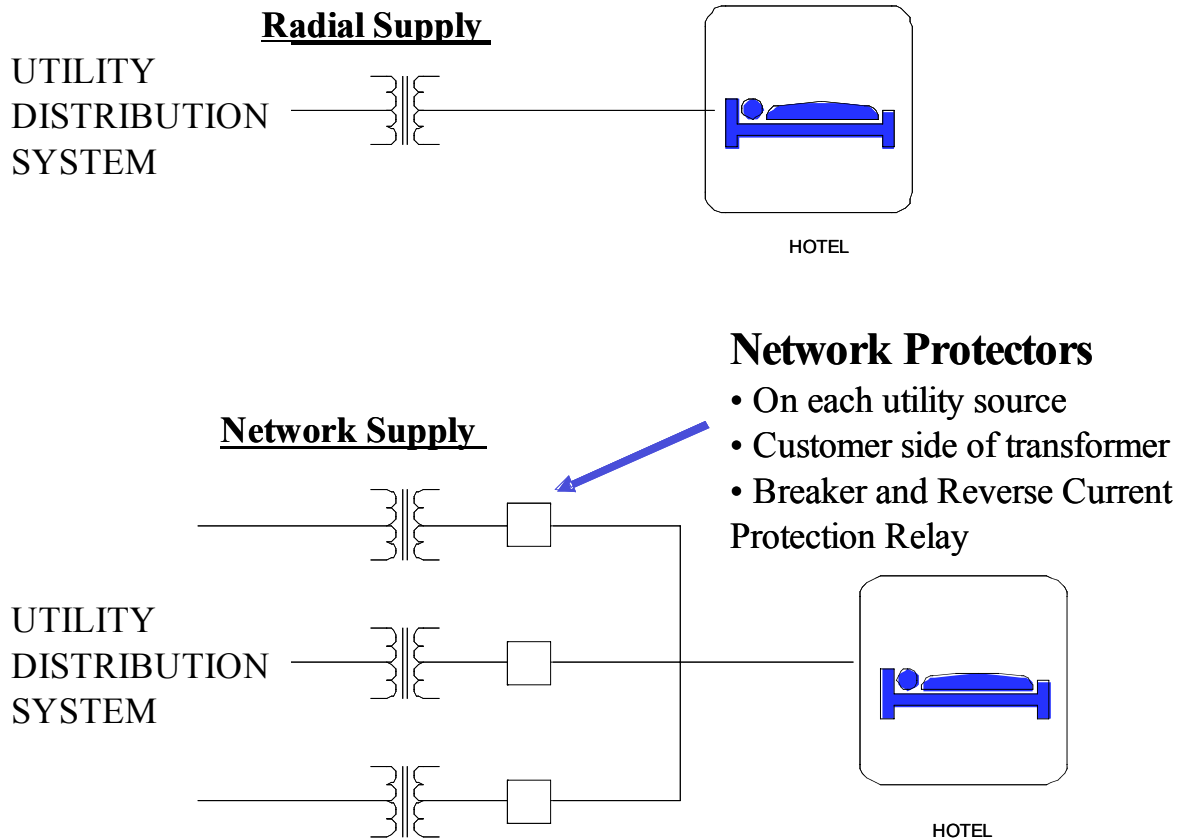 Radial Supply
UTILITY
DISTRIBUTION
SYSTEM
HOTEL
Network Protectors
• On each utility source
• Customer side of transformer
• Breaker and Reverse Current
Protection Relay
Network Supply
UTILITY
DISTRIBUTION
SYSTEM
HOTEL